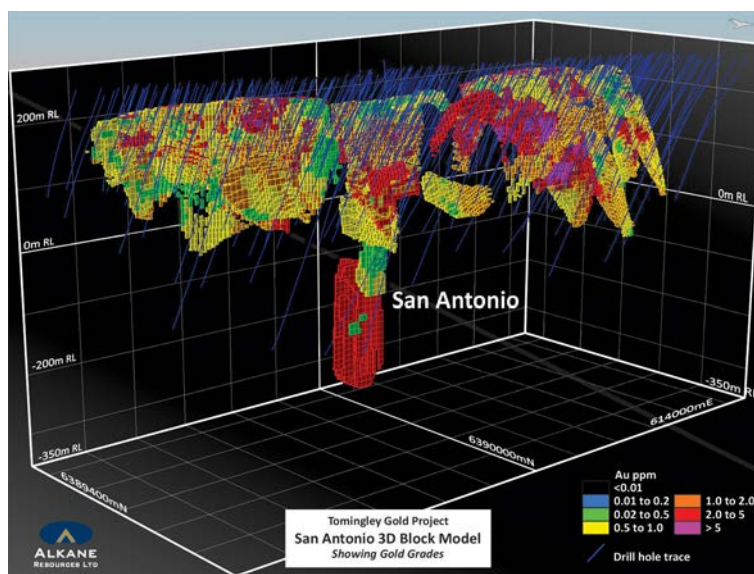 200m RL
0m RL
-200m RL
-350m RL
0m RL
-350m RL
San Antonio
6389400mN
6390000mN
614000mE
ALKANE
RESOURCES LTD
Tomingley Gold Project
San Antonio 3D Block Model
Showing Gold Grades
Au ppm
<0.01
0.01 to 0.2
0.02 to 0.5
0.5 to 1.0
1.0 to 2.0
2.0 to 5
> 5
Drill hole trace